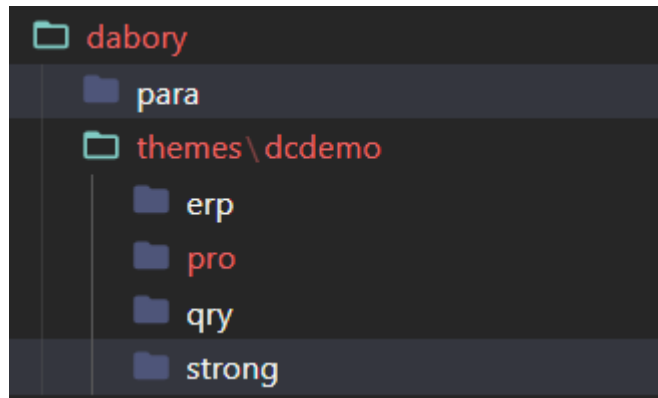 dabory
para
themes\dcdemo
erp
pro
qry
strong